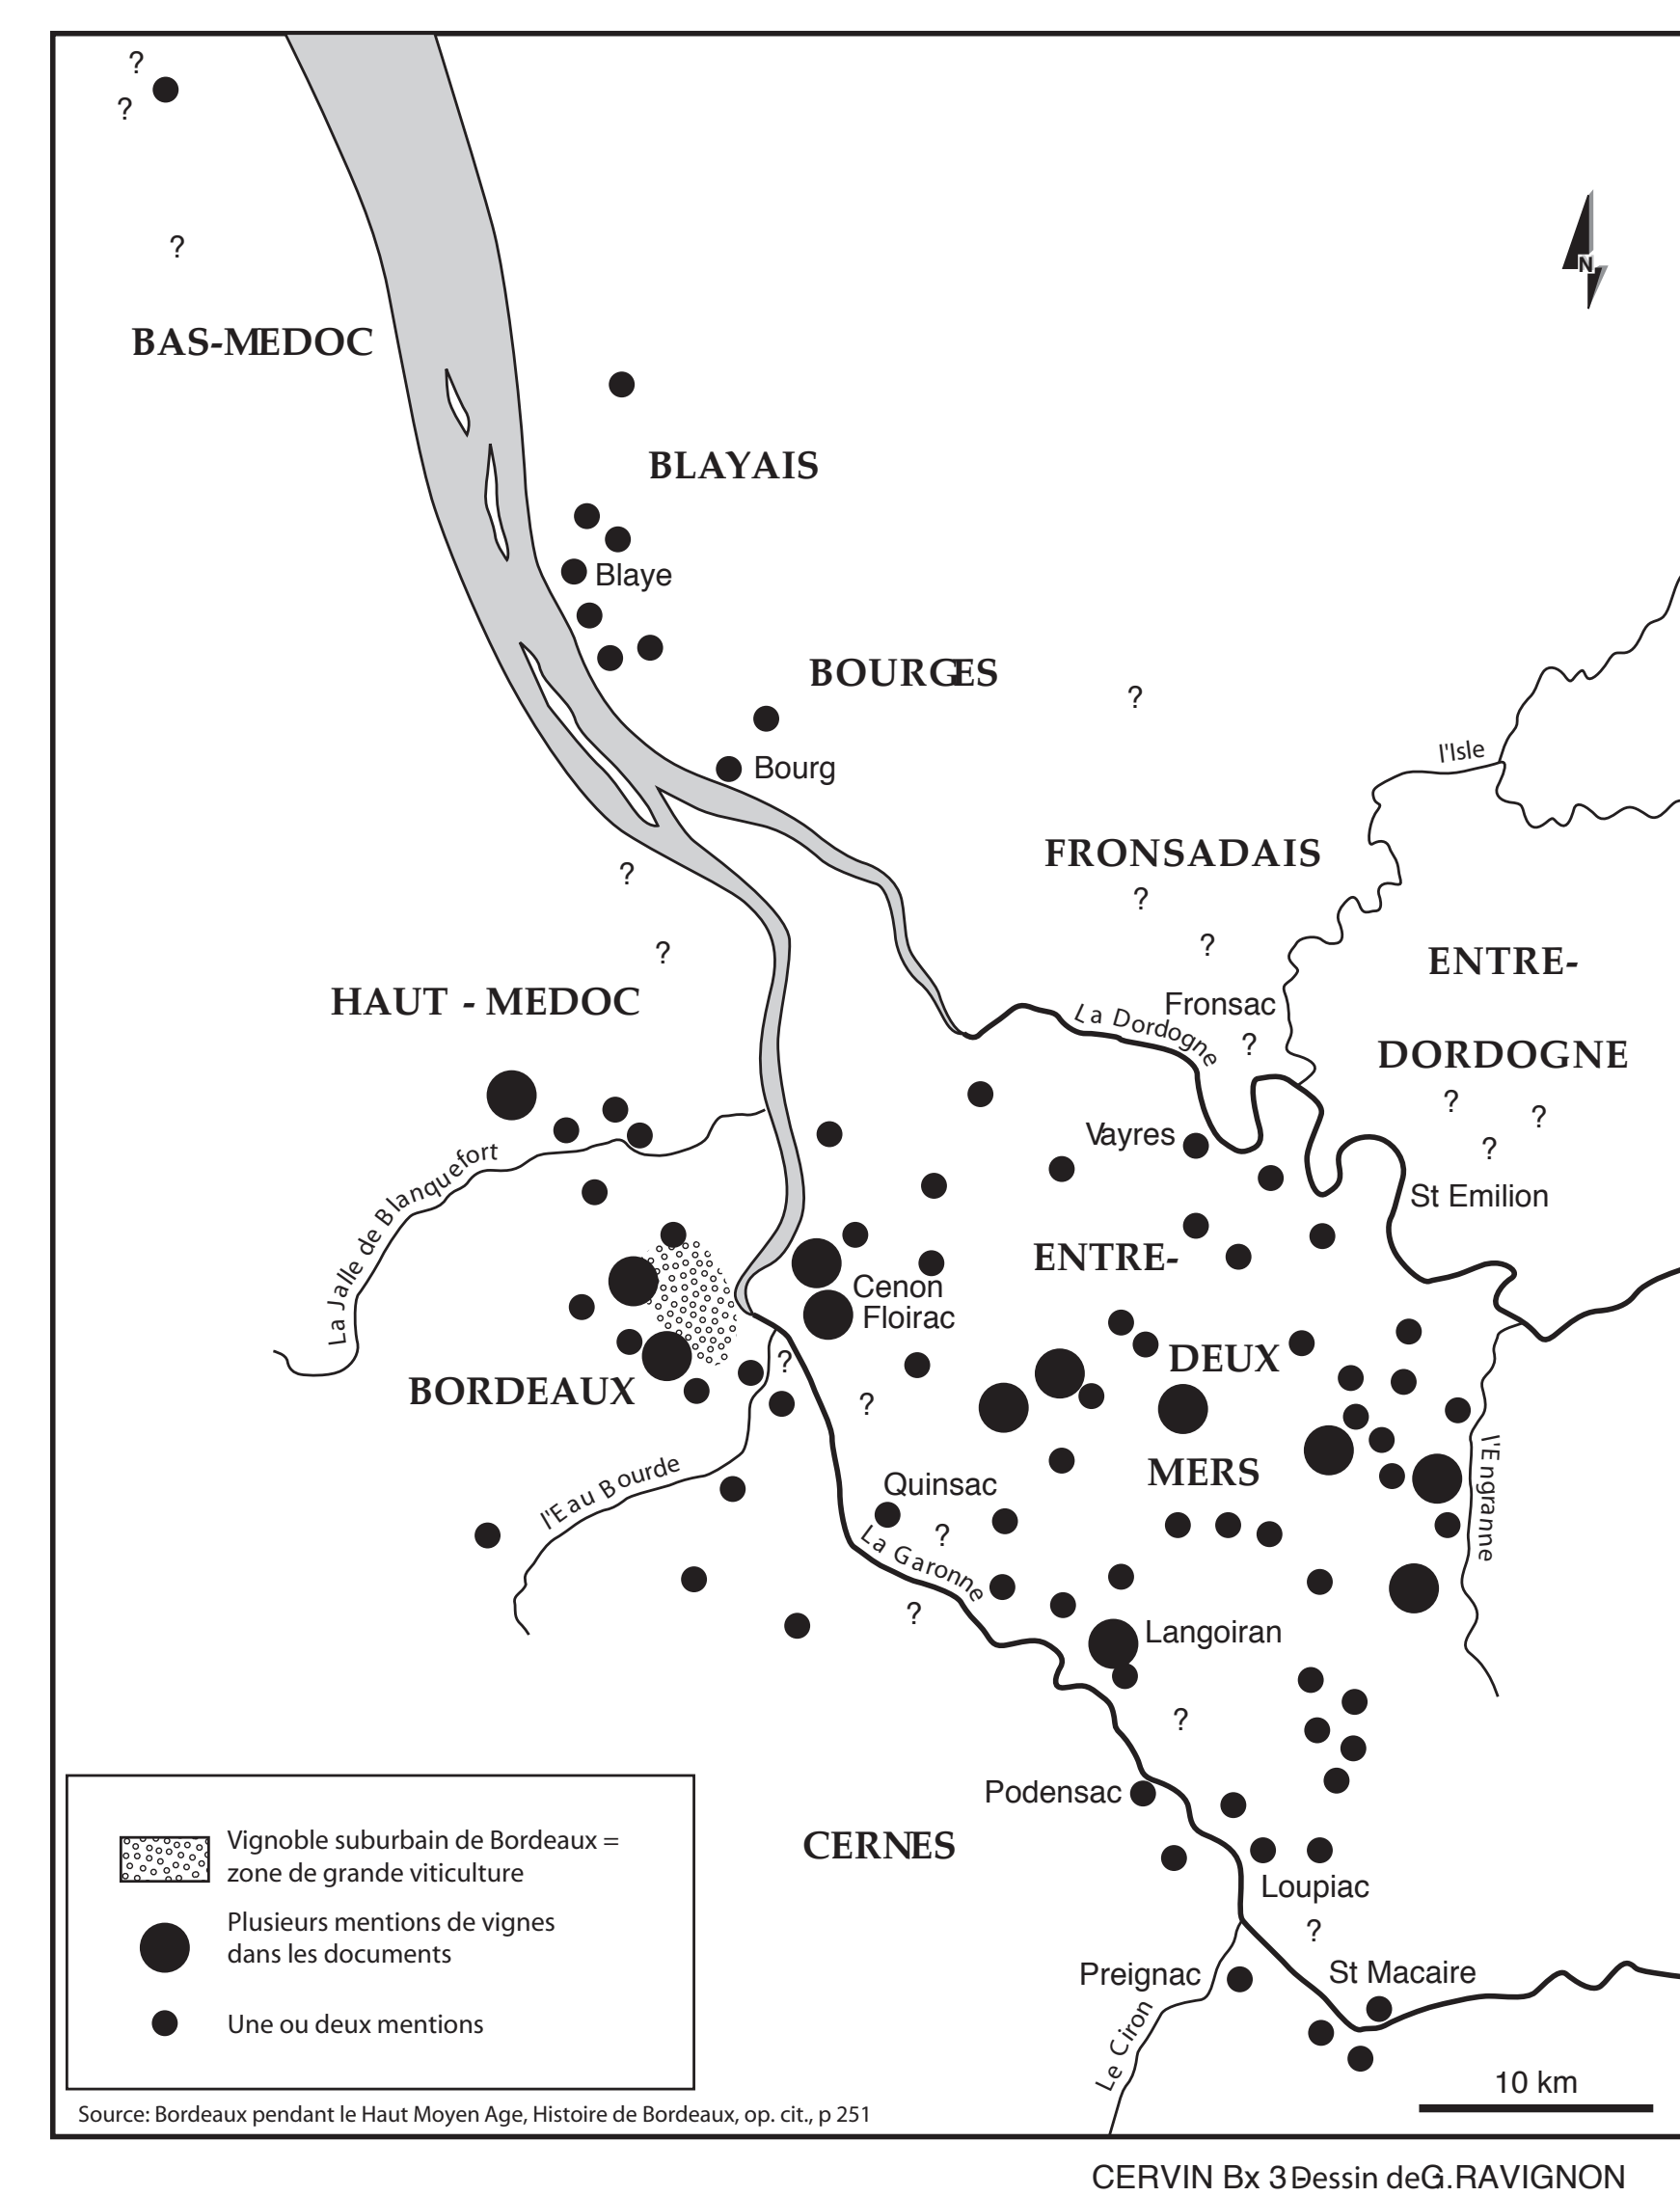 ?
?
?
N
BAS-MEDOC
BLAYAIS
Blaye
BOURGES
?
l'Isle
Bourg
FRONSADAIS
?
?
?
?
ENTRE-
HAUT - MEDOC
Fronsac
La Dordogne
?
DORDOGNE
?
?
?
Vayres
La Jalle de Blanquefort
St Emilion
ENTRE-
Cenon
Floirac
?
DEUX
BORDEAUX
?
MERS
l'Eau Bourde
Quinsac
l'Engranne
?
La Garonne
?
Langoiran
?
Podensac
CERNES
Loupiac
?
Preignac
St Macaire
Le Ciron
Vignoble suburbain de Bordeaux =
zone de grande viticulture
Plusieurs mentions de vignes
dans les documents
Une ou deux mentions
10 km
Source: Bordeaux pendant le Haut Moyen Age, Histoire de Bordeaux, op. cit., p 251
CERVIN Bx 3-Dessin de G.RAVIGNON